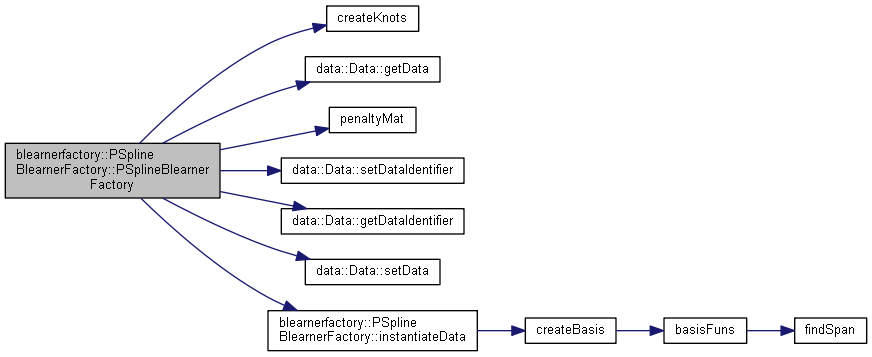 createKnots
data::Data::getData
penaltyMat
blearnerfactory::PSpline
BlearnerFactory::PSplineBlearner
Factory
data::Data::setDataIdentifier
data::Data::getDataIdentifier
data::Data::setData
blearnerfactory::PSpline
BlearnerFactory::instantiateData
createBasis
basisFuns
findSpan